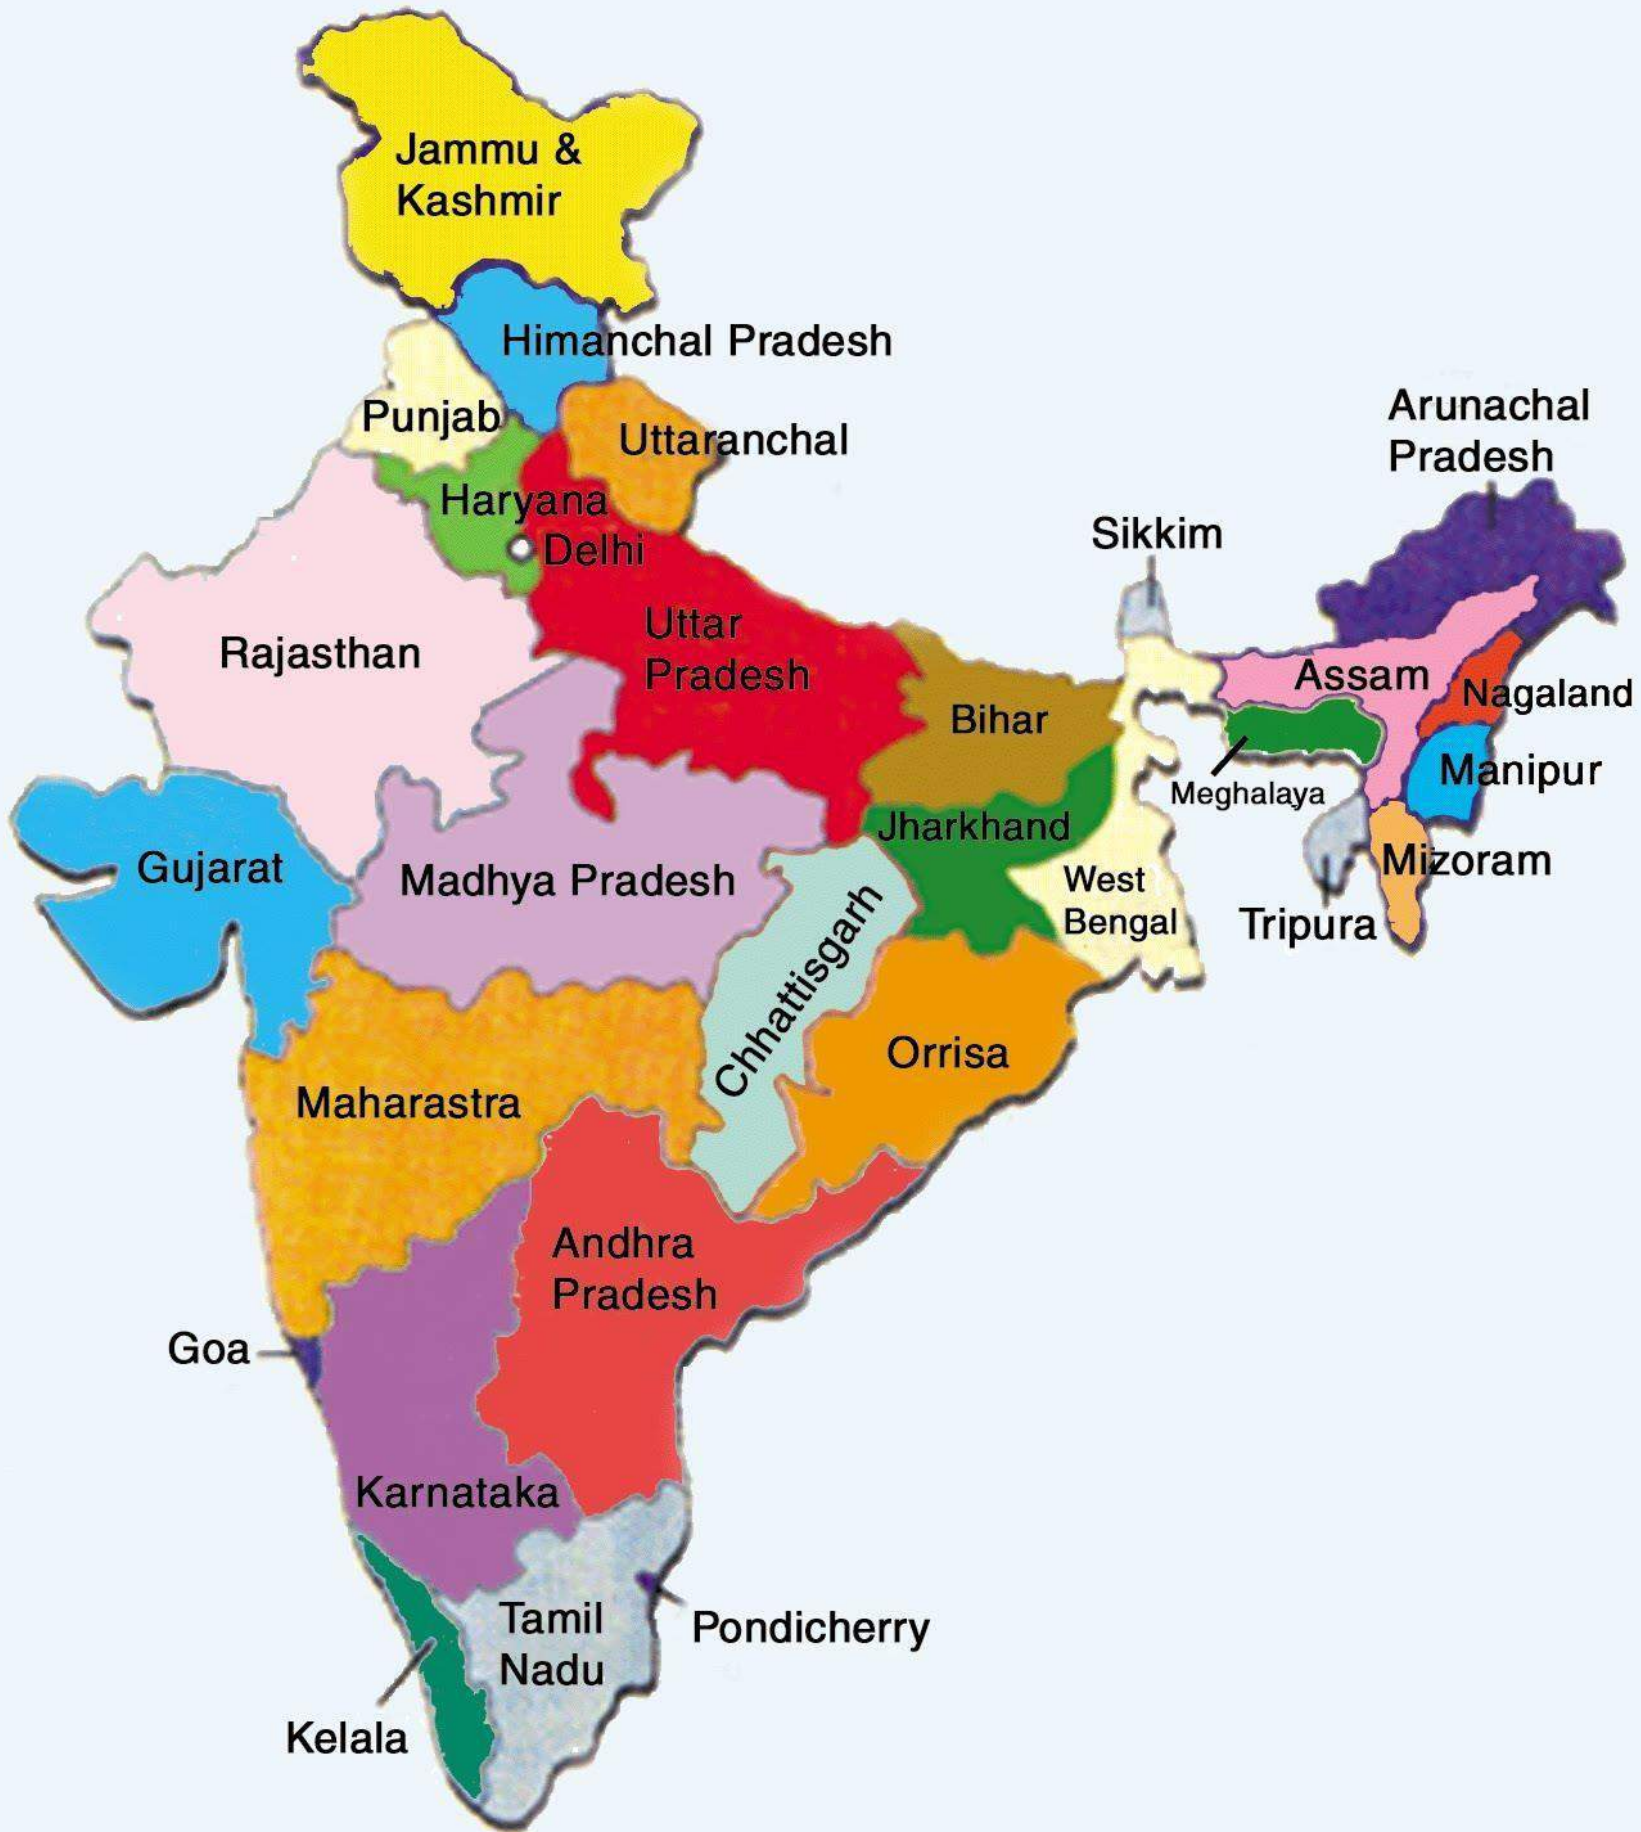 Jammu &
Kashmir
Himanchal Pradesh
Punjab
Uttaranchal
Haryana
Delhi
Arunachal
Pradesh
Sikkim
Rajasthan
Uttar
Pradesh
Bihar
Assam
Nagaland
Manipur
Meghalaya
Jharkhand
Mizoram
Tripura
West
Bengal
Gujarat
Madhya Pradesh
Chhattisgarh
Orrisa
Maharastra
Andhra
Pradesh
Goa
Karnataka
Tamil
Nadu
Pondicherry
Kelala